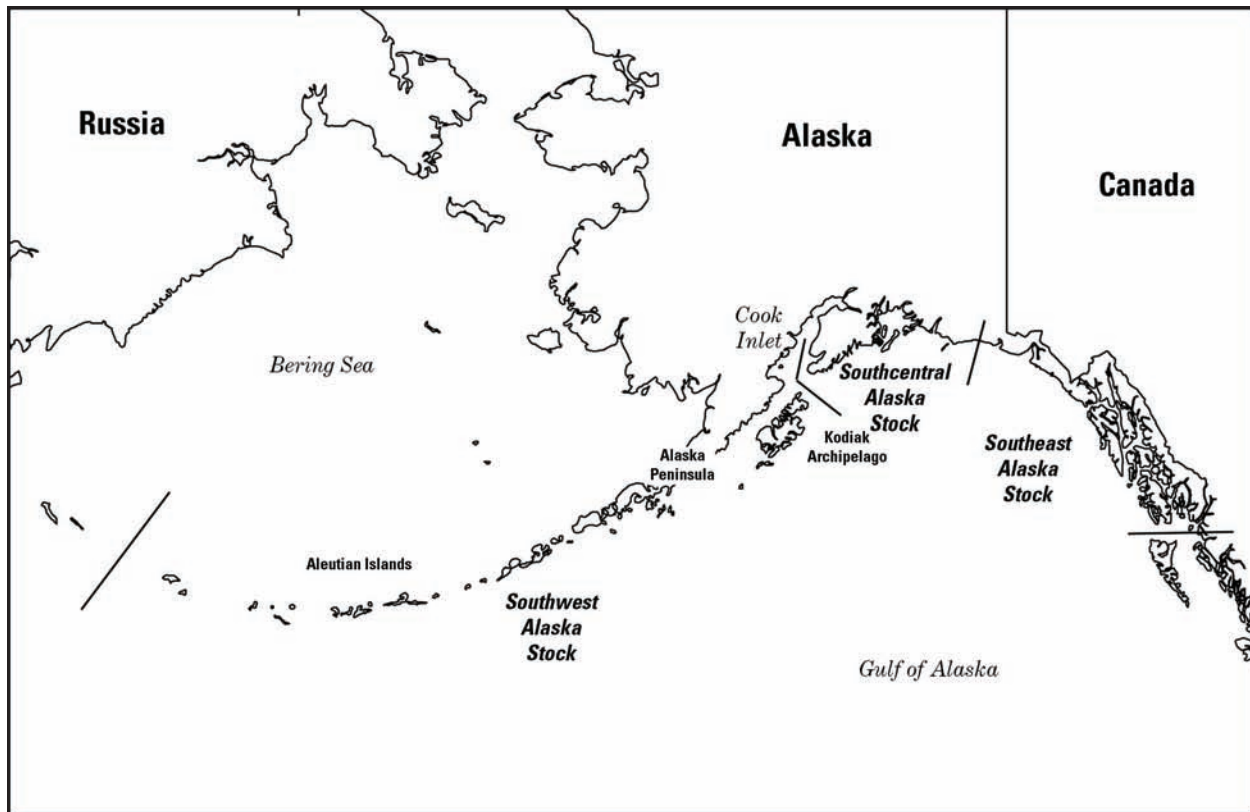 Russia
Alaska
Canada
Cook
Inlet
Bering Sea
Southcentral
Alaska
Stock
Kodiak
Archipelago
Southeast
Alaska
Stock
Alaska
Peninsula
Aleutian Islands
Southwest
Alaska
Stock
Gulf of Alaska